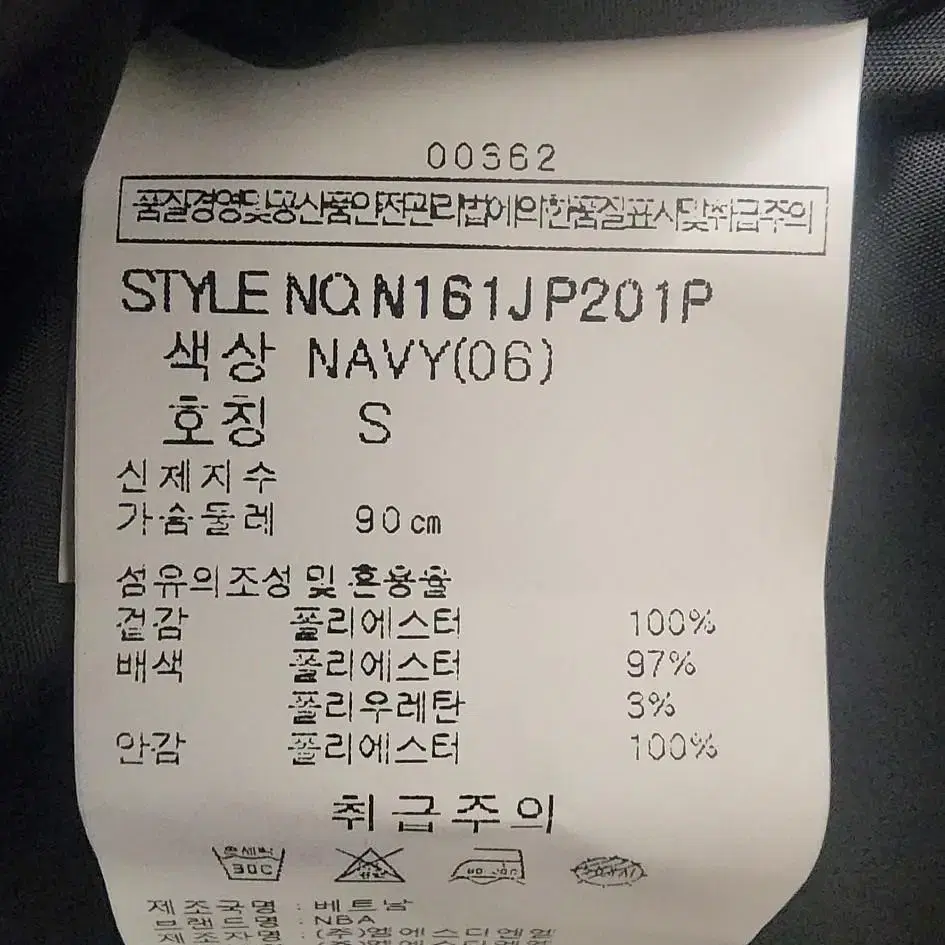 00362
품질경영및공산품안전관리법에의한품질표시및취급주의
STYLE NO.N161JP201P
색상 NAVY(06)
호칭 S
신제지수
가슴둘레 90cm
섬유의조성 및 혼용율
겉감 폴리에스터 100%
배색 폴리에스터 97%
폴리우레탄 3%
안감 폴리에스터 100%
취급주의
30C
제조국명 : 베트남
브랜드명 : NBA
제조자명 : (주)엠에스디엔엘